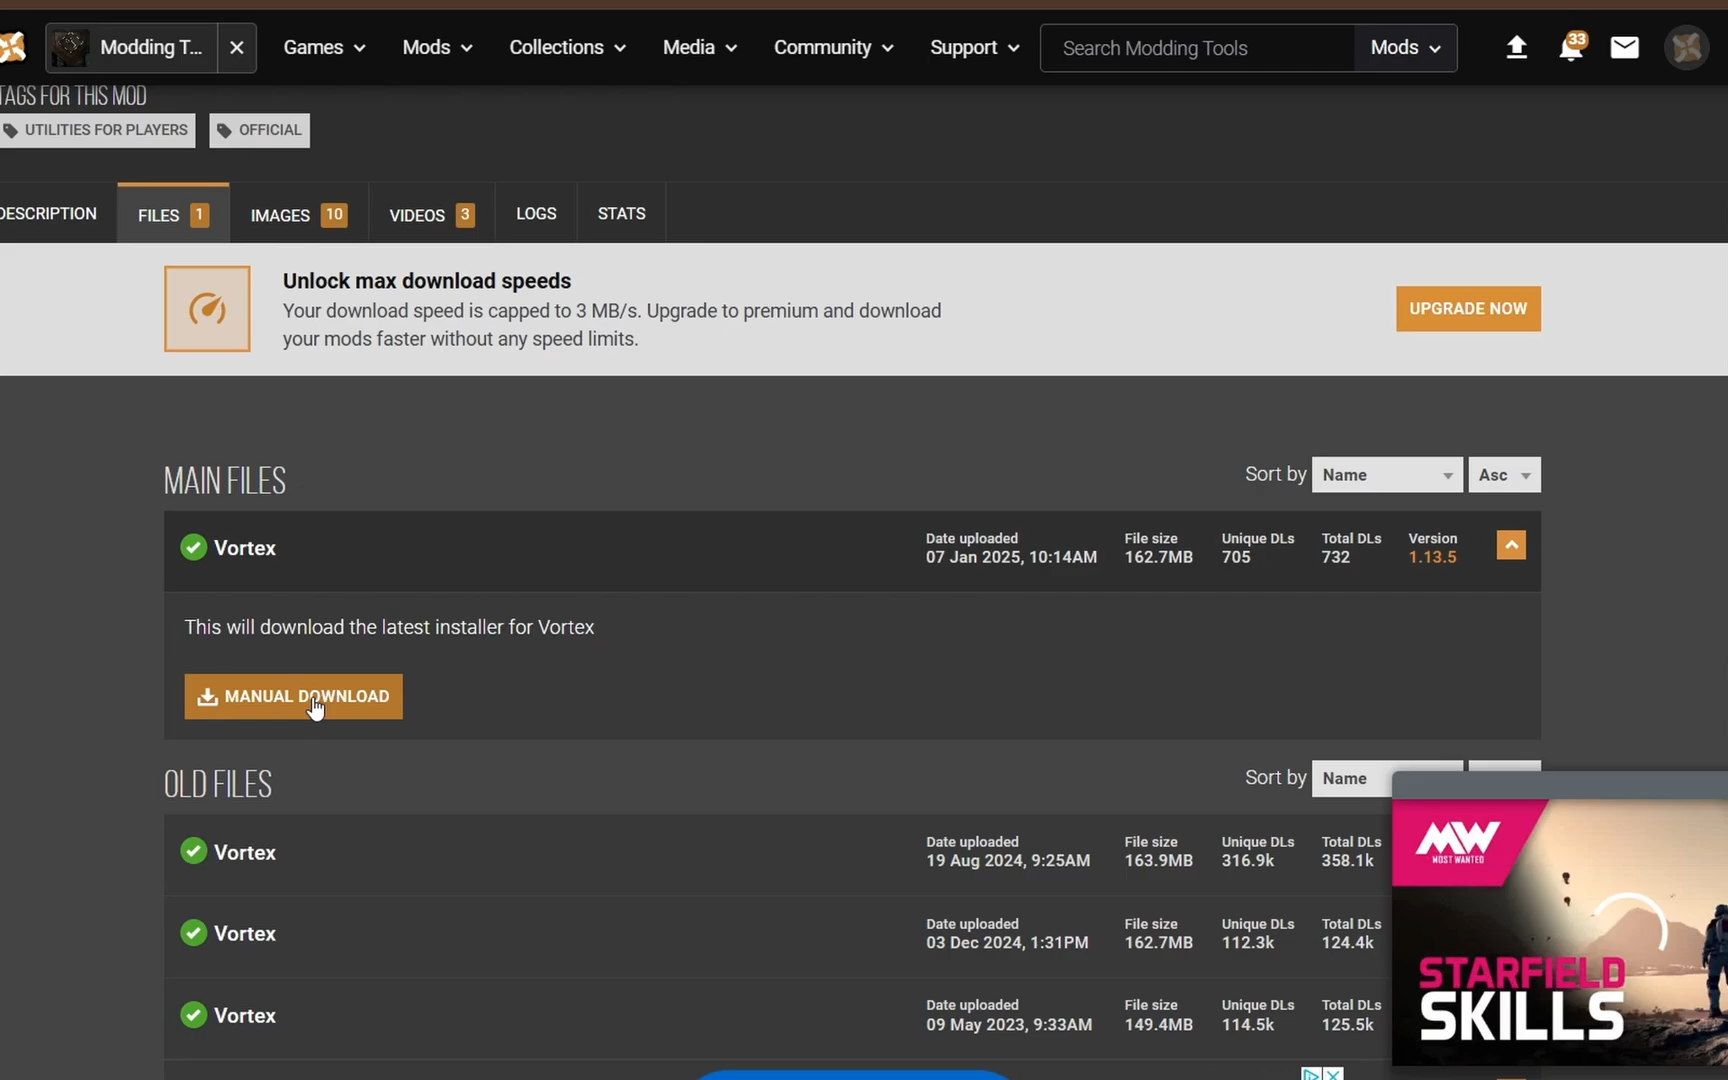 Modding T...
Games
Mods
Collections
Media
Community
Support
Search Modding Tools
Mods
33
TAGS FOR THIS MOD
UTILITIES FOR PLAYERS
OFFICIAL
DESCRIPTION
FILES 1
IMAGES 10
VIDEOS 3
LOGS
STATS
Unlock max download speeds
Your download speed is capped to 3 MB/s. Upgrade to premium and download
your mods faster without any speed limits.
UPGRADE NOW
MAIN FILES
Sort by Name Asc
Vortex
Date uploaded File size Unique DLs Total DLs Version
07 Jan 2025, 10:14AM 162.7MB 705 732 1.13.5
This will download the latest installer for Vortex
MANUAL DOWNLOAD
OLD FILES
Sort by Name
Vortex
Date uploaded File size Unique DLs Total DLs
19 Aug 2024, 9:25AM 163.9MB 316.9k 358.1k
Vortex
Date uploaded File size Unique DLs Total DLs
03 Dec 2024, 1:31PM 162.7MB 112.3k 124.4k
Vortex
Date uploaded File size Unique DLs Total DLs
09 May 2023, 9:33AM 149.4MB 114.5k 125.5k
MW
MOST WANTED
STARFIELD
SKILLS